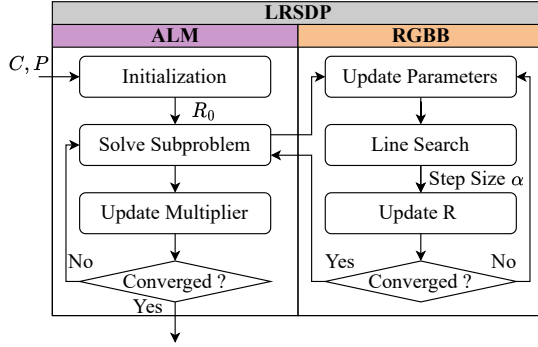 LRSDP
ALM
RGBB
C, P
Initialization
R₀
Solve Subproblem
Update Multiplier
No
Converged ?
Yes
Update Parameters
Line Search
Step Size α
Update R
Yes
No
Converged ?